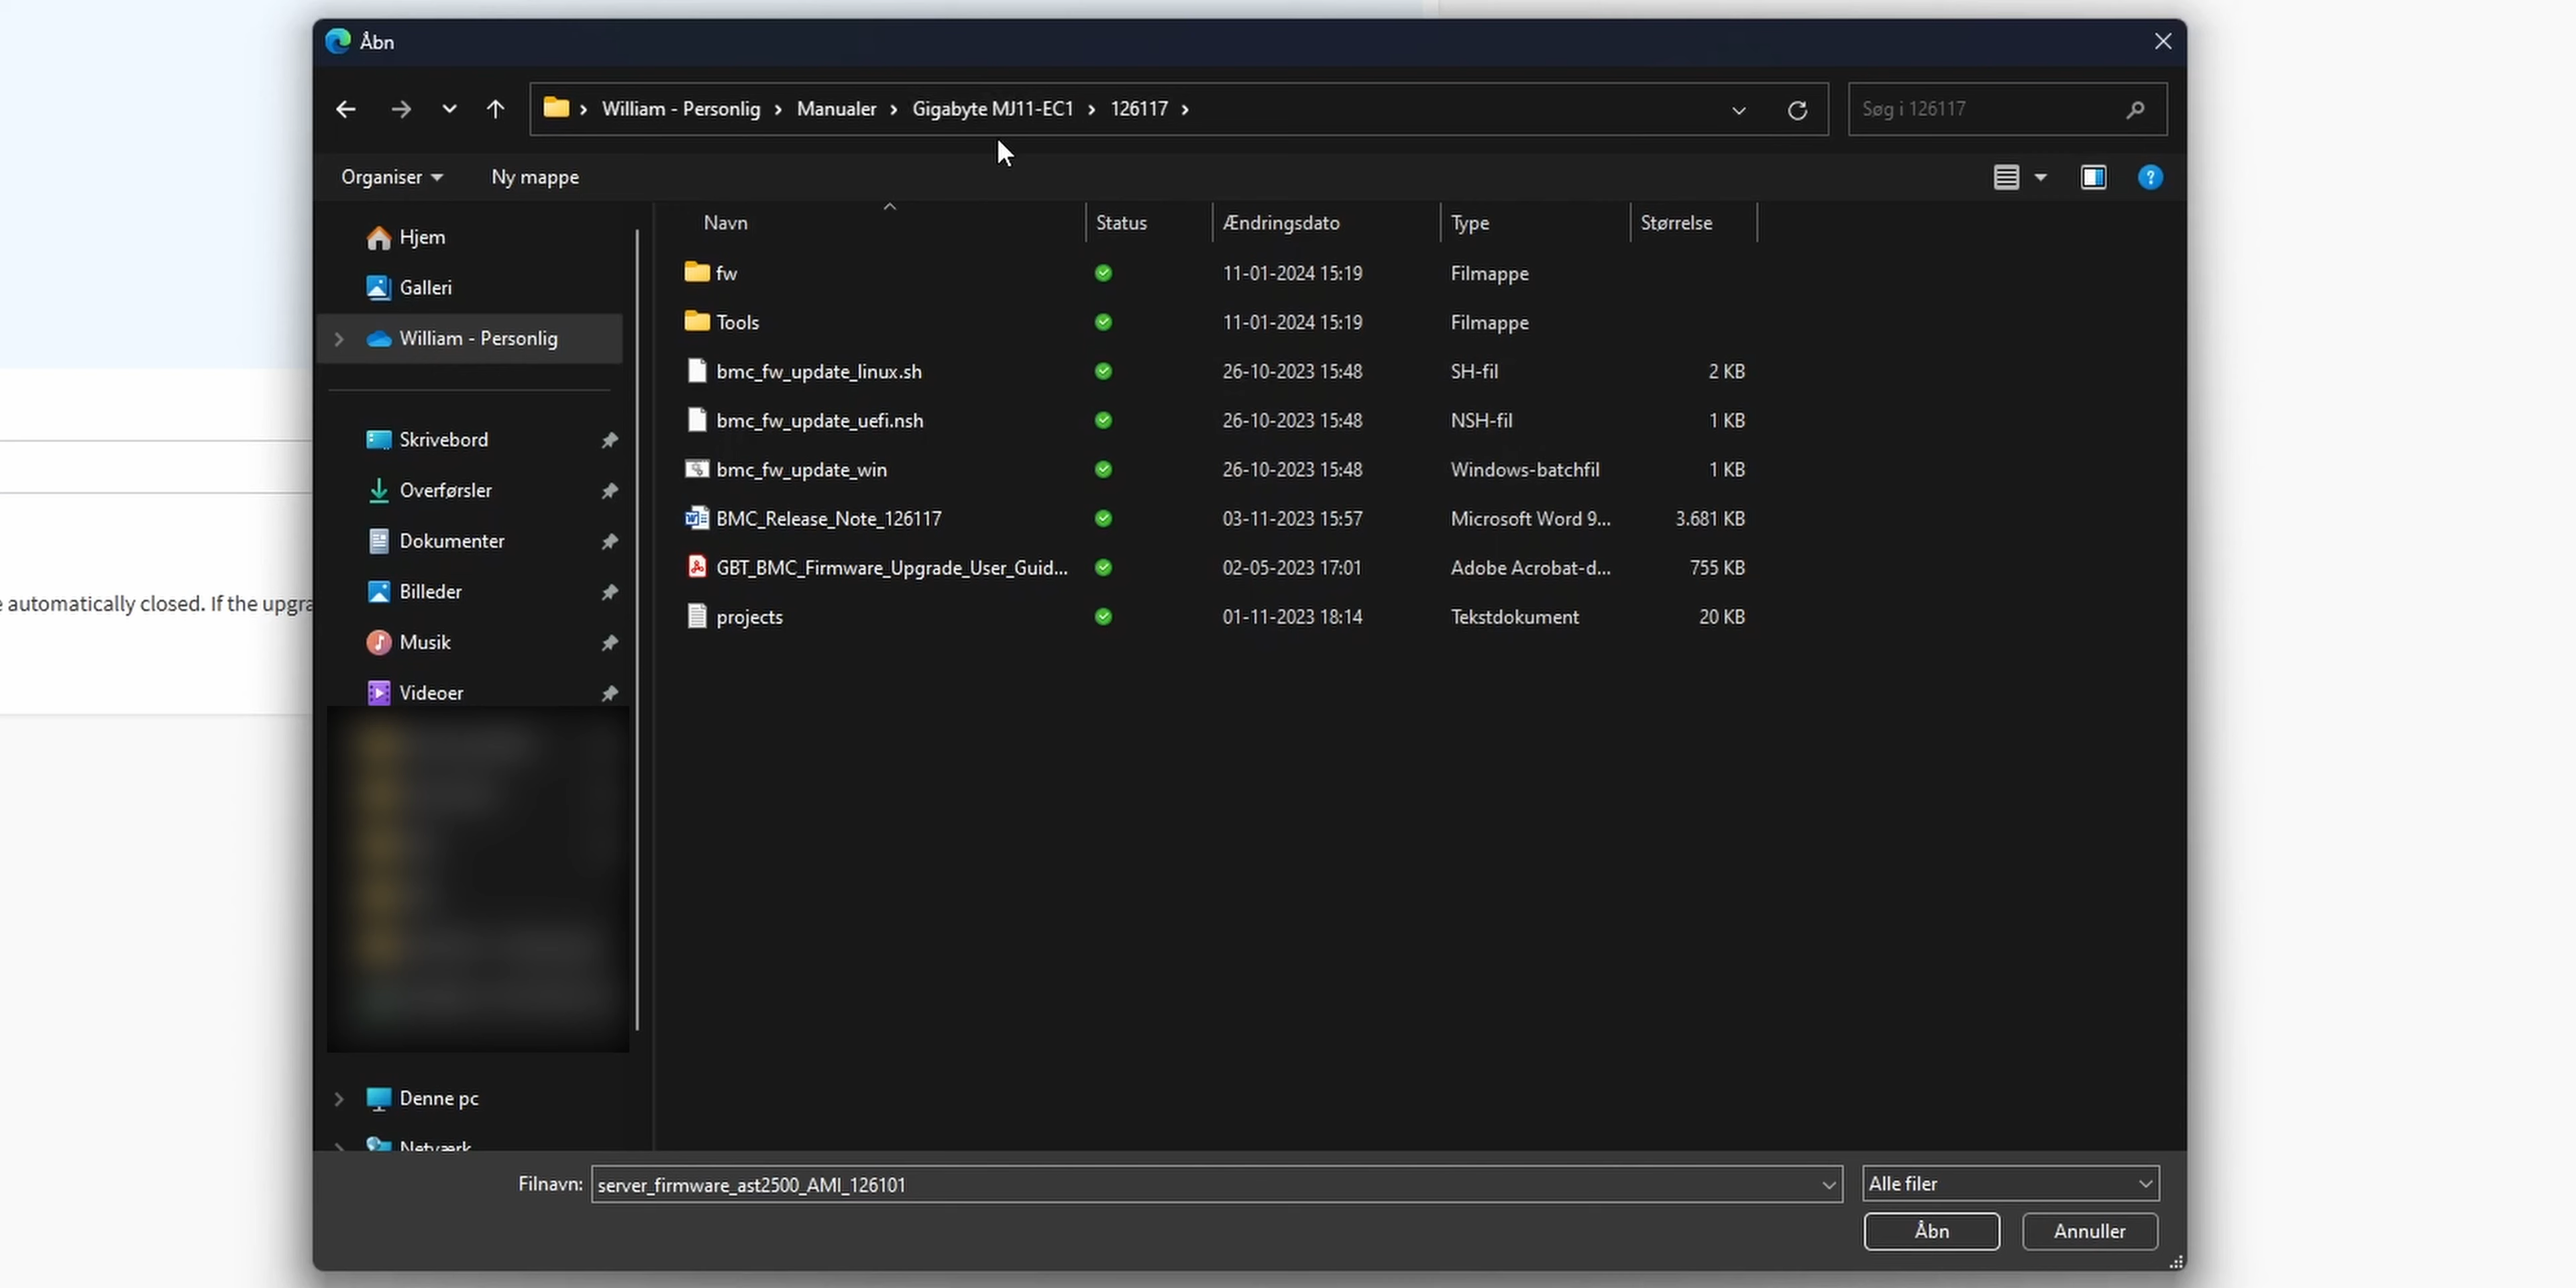 Åbn
William - Personlig › Manualer › Gigabyte MJ11-EC1 › 126117 ›
Søg i 126117
Organiser
Ny mappe
Hjem
Galleri
William - Personlig
Skrivebord
Overførsler
Dokumenter
Billeder
Musik
Videoer
Denne pc
Netværk
Navn Status Ændringsdato Type Størrelse
fw 11-01-2024 15:19 Filmappe
Tools 11-01-2024 15:19 Filmappe
bmc_fw_update_linux.sh 26-10-2023 15:48 SH-fil 2 KB
bmc_fw_update_uefi.nsh 26-10-2023 15:48 NSH-fil 1 KB
bmc_fw_update_win 26-10-2023 15:48 Windows-batchfil 1 KB
BMC_Release_Note_126117 03-11-2023 15:57 Microsoft Word 9... 3.681 KB
GBT_BMC_Firmware_Upgrade_User_Guid... 02-05-2023 17:01 Adobe Acrobat-d... 755 KB
projects 01-11-2023 18:14 Tekstdokument 20 KB
automatically closed. If the upgra
Filnavn: server_firmware_ast2500_AMI_126101
Alle filer
Åbn
Annuller